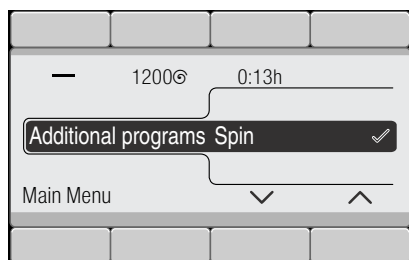 — 1200 0:13h
Additional programs Spin ✓
Main Menu